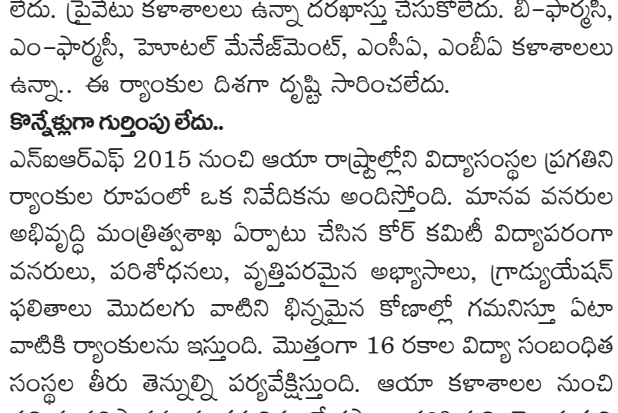 లేదు. ప్రైవేటు కళాశాలలు ఉన్నా దరఖాస్తు చేసుకోలేదు. బీ-ఫార్మసీ,
ఎం-ఫార్మసీ, హెూటల్ మేనేజ్‌మెంట్, ఎంసీఏ, ఎంబీఏ కళాశాలలు
ఉన్నా.. ఈ ర్యాంకుల దిశగా దృష్టి సారించలేదు.
కొన్నేళ్లుగా గుర్తింపు లేదు..
ఎన్ఐఆర్ఎఫ్ 2015 నుంచి ఆయా రాష్ట్రాల్లోని విద్యాసంస్థల ప్రగతిని
ర్యాంకుల రూపంలో ఒక నివేదికను అందిస్తోంది. మానవ వనరుల
అభివృద్ధి మంత్రిత్వశాఖ ఏర్పాటు చేసిన కోర్ కమిటీ విద్యాపరంగా
వనరులు, పరిశోధనలు, వృత్తిపరమైన అభ్యాసాలు, గ్రాడ్యుయేషన్
ఫలితాలు మొదలగు వాటిని భిన్నమైన కోణాల్లో గమనిస్తూ ఏటా
వాటికి ర్యాంకులను ఇస్తుంది. మొత్తంగా 16 రకాల విద్యా సంబంధిత
సంస్థల తీరు తెన్నుల్ని పర్యవేక్షిస్తుంది. ఆయా కళాశాలల నుంచి